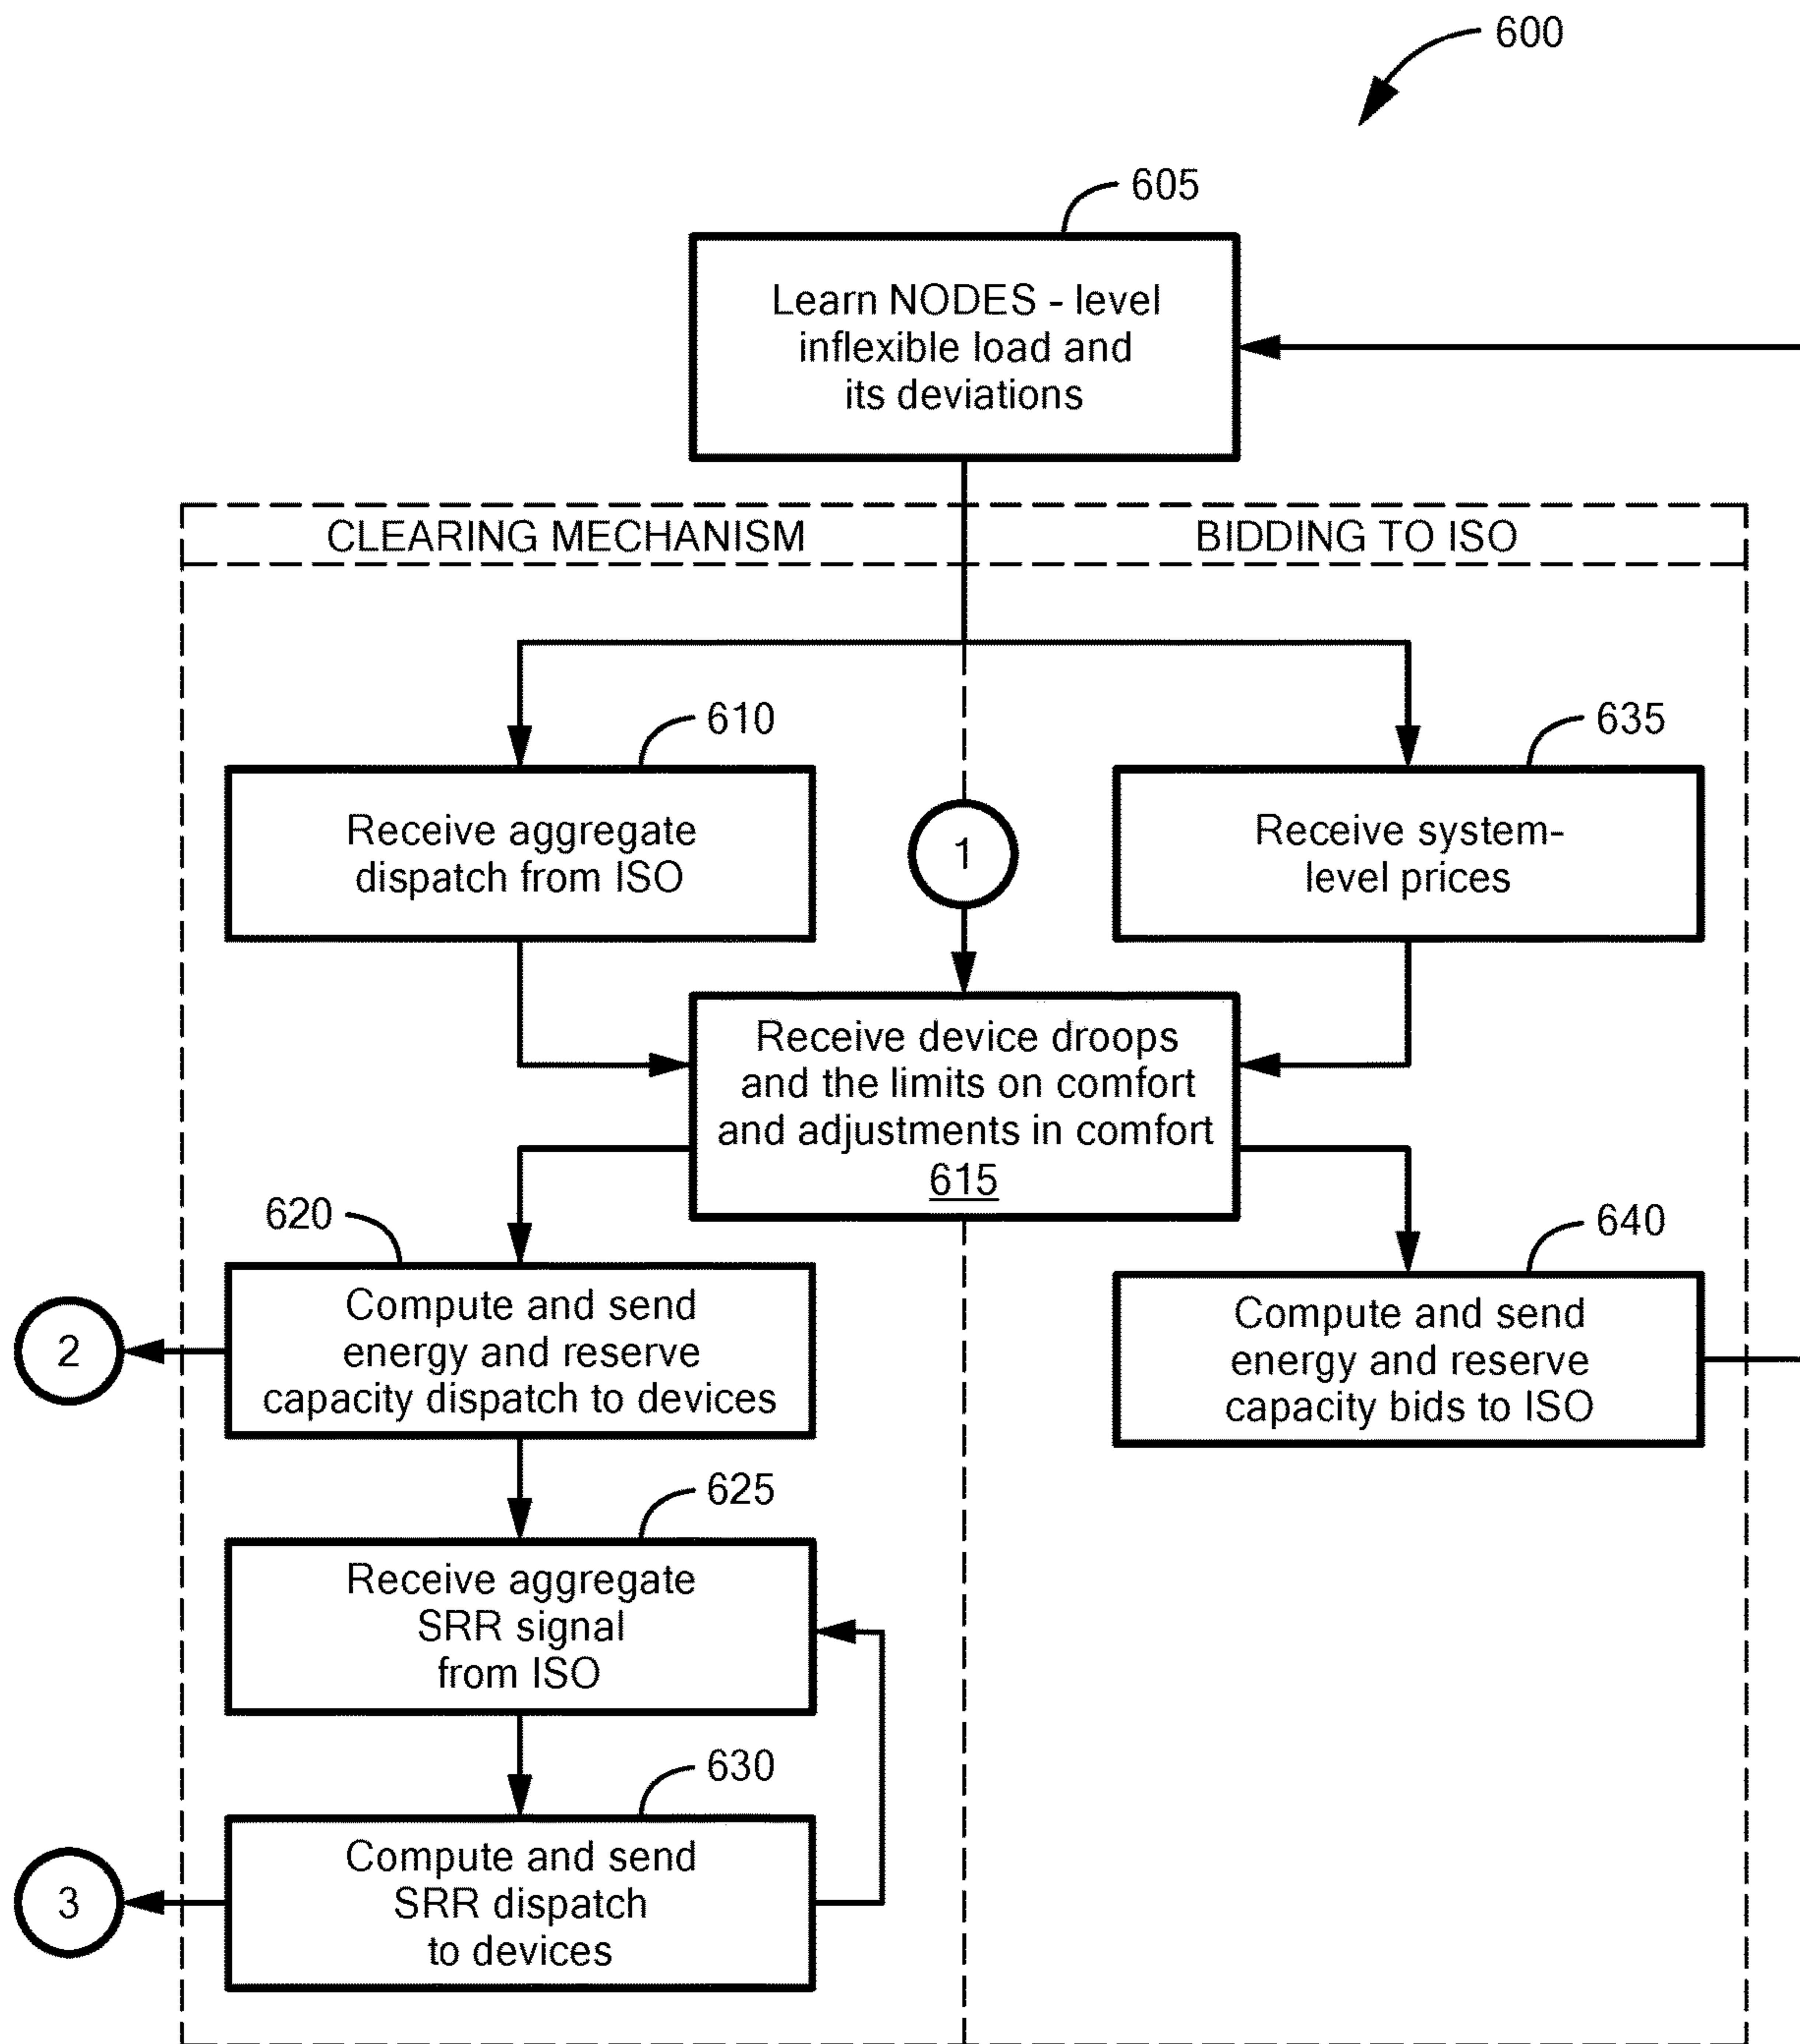 600
605
Learn NODES - level
inflexible load and
its deviations
CLEARING MECHANISM
BIDDING TO ISO
610
635
Receive aggregate
dispatch from ISO
1
Receive system-
level prices
Receive device droops
and the limits on comfort
and adjustments in comfort
615
620
640
Compute and send
energy and reserve
capacity dispatch to devices
2
Compute and send
energy and reserve
capacity bids to ISO
625
Receive aggregate
SRR signal
from ISO
630
Compute and send
SRR dispatch
to devices
3